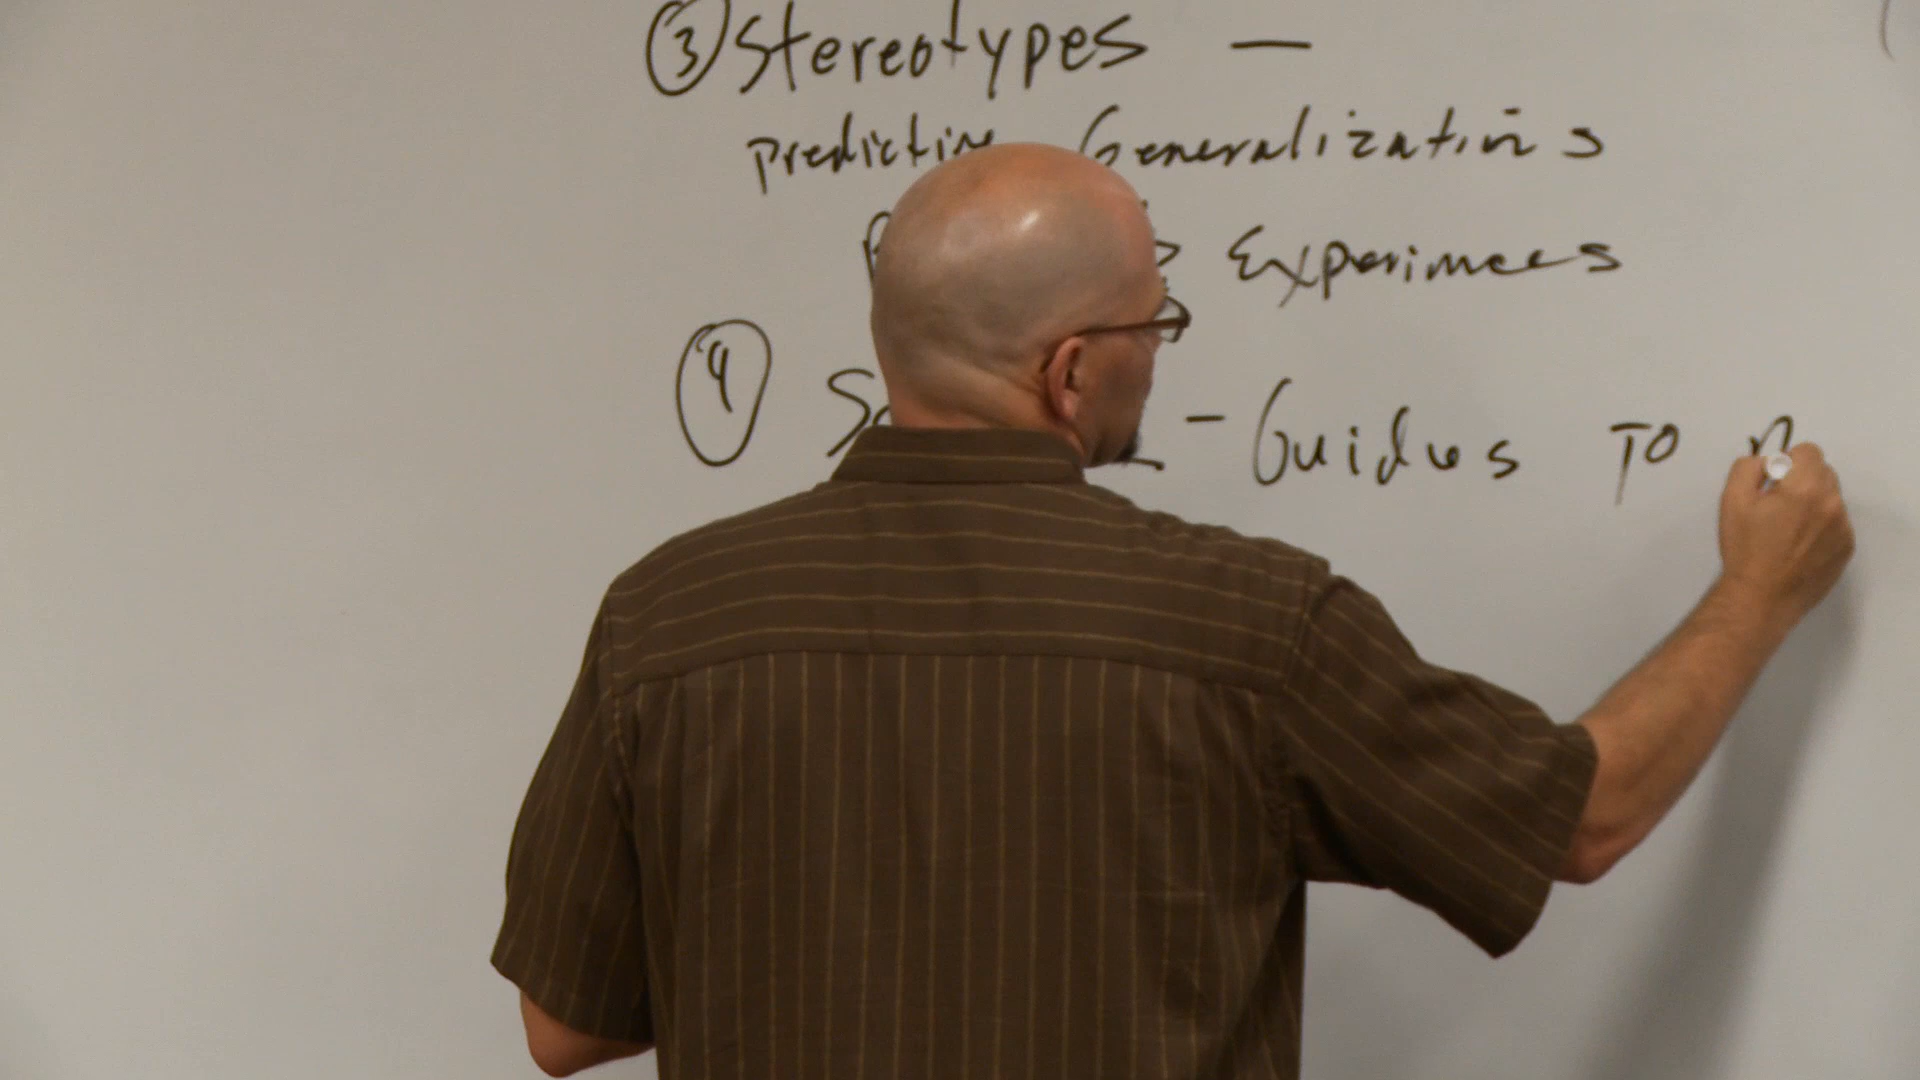 ③ Stereotypes —
Predictive Generalizations
Experiences
④ - Guides To